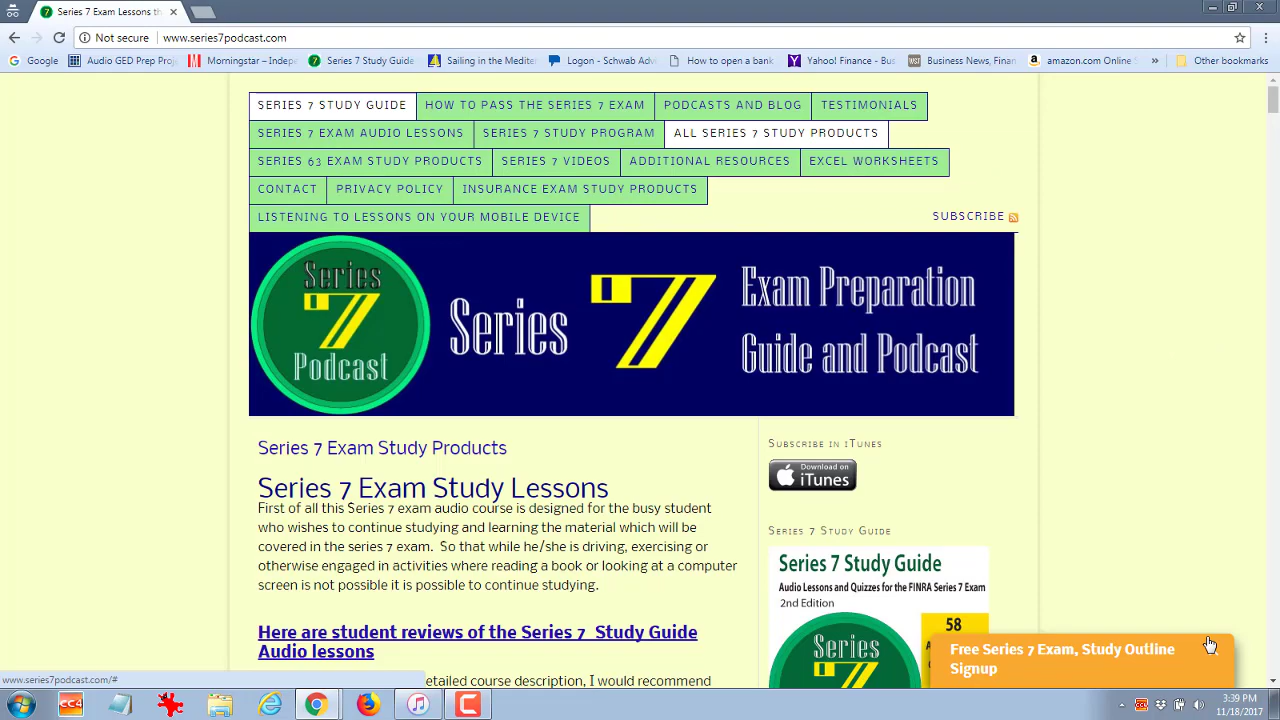 Series 7 Exam Lessons th
Not secure
www.series7podcast.com
Google
Audio GED Prep Proj
Morningstar – Indep
Series 7 Study Guide
Sailing in the Mediter
Logon - Schwab Adv
How to open a bank
Yahoo! Finance - Bus
Business News, Finan
amazon.com Online S
»
Other bookmarks
SERIES 7 STUDY GUIDE
HOW TO PASS THE SERIES 7 EXAM
PODCASTS AND BLOG
TESTIMONIALS
SERIES 7 EXAM AUDIO LESSONS
SERIES 7 STUDY PROGRAM
ALL SERIES 7 STUDY PRODUCTS
SERIES 63 EXAM STUDY PRODUCTS
SERIES 7 VIDEOS
ADDITIONAL RESOURCES
EXCEL WORKSHEETS
CONTACT
PRIVACY POLICY
INSURANCE EXAM STUDY PRODUCTS
LISTENING TO LESSONS ON YOUR MOBILE DEVICE
SUBSCRIBE
Series
7
Podcast
Series 7
Exam Preparation
Guide and Podcast
Series 7 Exam Study Products
Series 7 Exam Study Lessons
First of all this Series 7 exam audio course is designed for the busy student
who wishes to continue studying and learning the material which will be
covered in the series 7 exam. So that while he/she is driving, exercising or
otherwise engaged in activities where reading a book or looking at a computer
screen is not possible it is possible to continue studying.
Here are student reviews of the Series 7 Study Guide
Audio lessons
etailed course description, I would recommend
Subscribe in iTunes
Download on
iTunes
Series 7 Study Guide
Series 7 Study Guide
Audio Lessons and Quizzes for the FINRA Series 7 Exam
2nd Edition
58
Series
7
Free Series 7 Exam, Study Outline
Signup
www.series7podcast.com/#
CC4
3:39 PM
11/18/2017